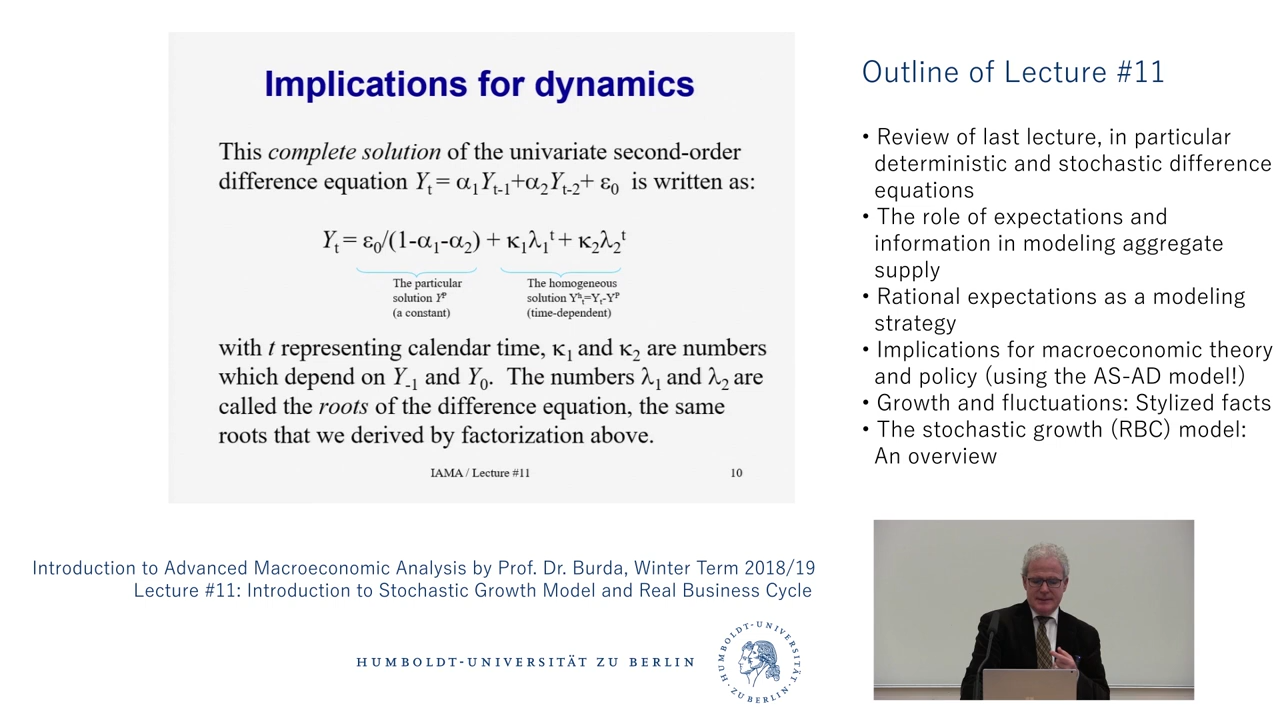 Implications for dynamics
This complete solution of the univariate second-order
difference equation Yt = α1Yt-1+α2Yt-2+ ε0 is written as:
Yt = ε0/(1-α1-α2) + κ1λ1^t + κ2λ2^t
The particular
solution Y^p
(a constant)
The homogeneous
solution Y^h_t=Yt-Y^p
(time-dependent)
with t representing calendar time, κ1 and κ2 are numbers
which depend on Y-1 and Y0. The numbers λ1 and λ2 are
called the roots of the difference equation, the same
roots that we derived by factorization above.
IAMA / Lecture #11
10
Outline of Lecture #11
• Review of last lecture, in particular
deterministic and stochastic difference
equations
• The role of expectations and
information in modeling aggregate
supply
• Rational expectations as a modeling
strategy
• Implications for macroeconomic theory
and policy (using the AS-AD model!)
• Growth and fluctuations: Stylized facts
• The stochastic growth (RBC) model:
An overview
Introduction to Advanced Macroeconomic Analysis by Prof. Dr. Burda, Winter Term 2018/19
Lecture #11: Introduction to Stochastic Growth Model and Real Business Cycle
HUMBOLDT-UNIVERSITÄT ZU BERLIN
HUMBOLDT-UNIVERSITÄT ZU BERLIN